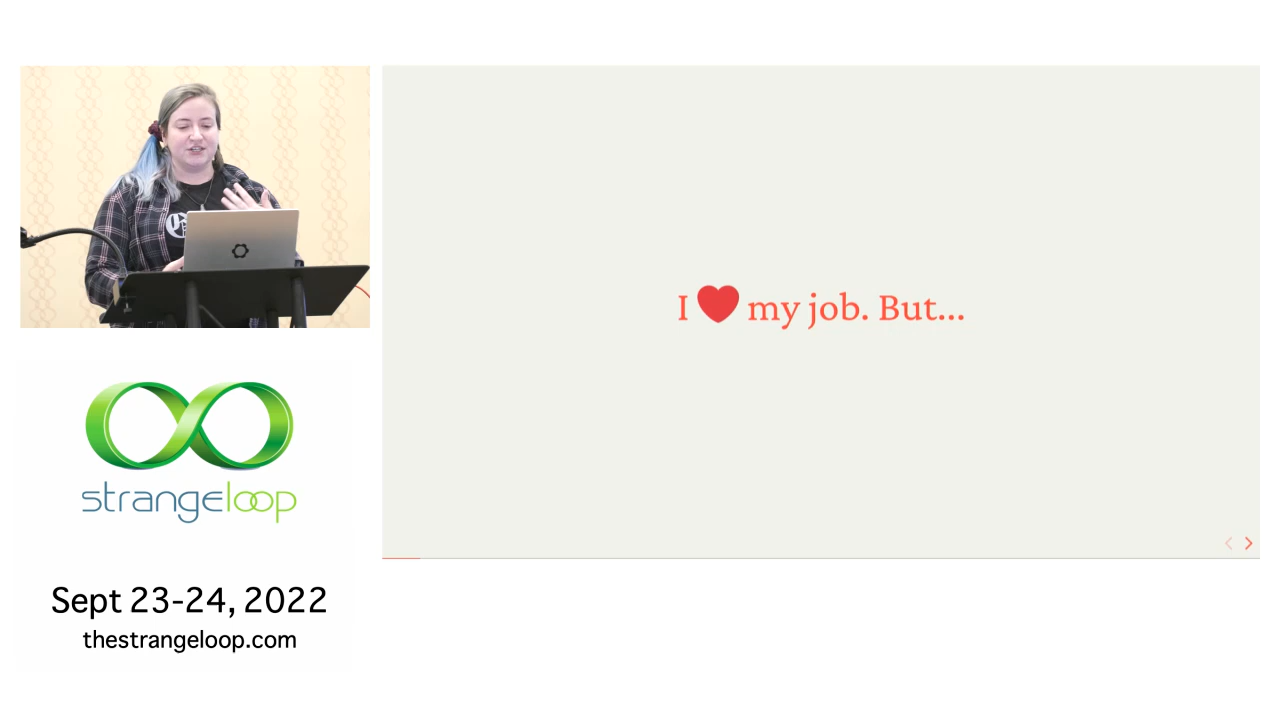 I ❤ my job. But...
strangeloop
Sept 23-24, 2022
thestrangeloop.com